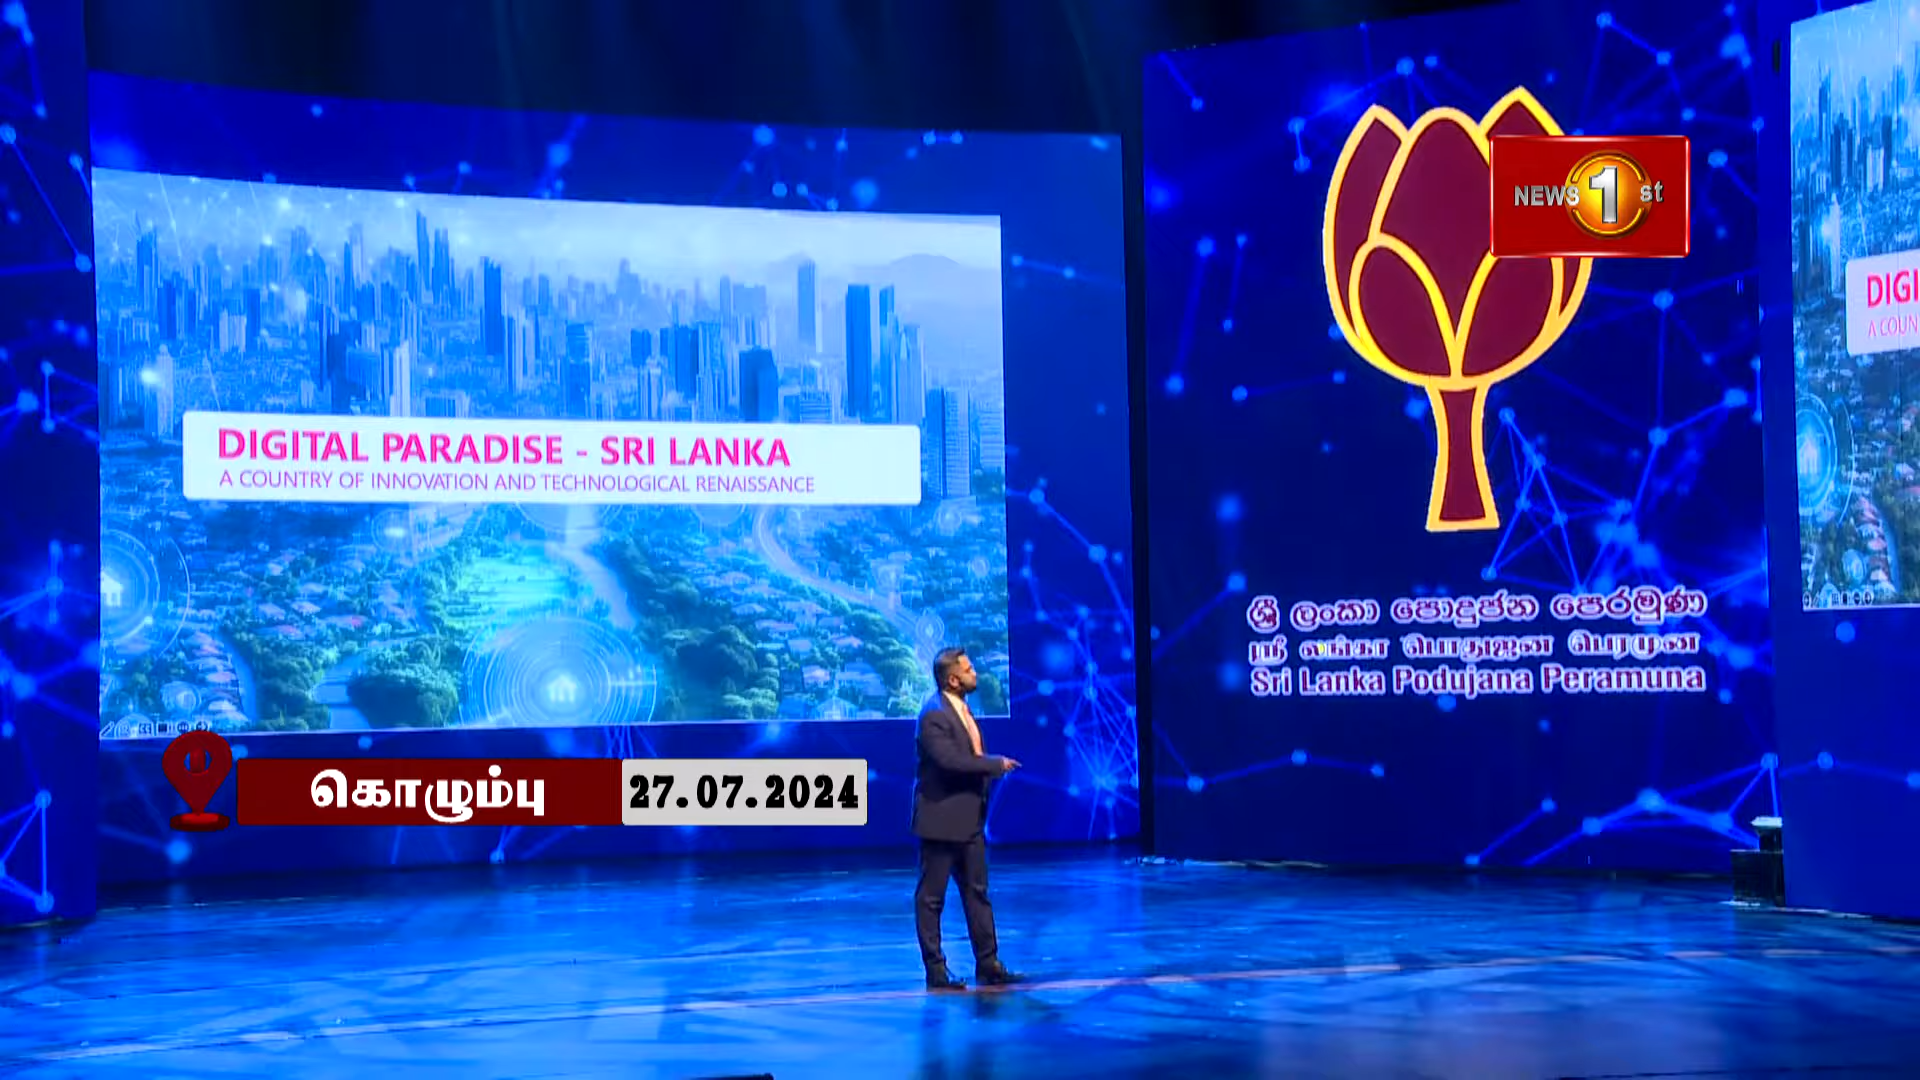 NEWS 1st
DIGITAL PARADISE - SRI LANKA
A COUNTRY OF INNOVATION AND TECHNOLOGICAL RENAISSANCE
DIGI
A COUN
ශ්‍රී ලංකා පොදුජන පෙරමුණ
ஸ்ரீ லங்கா பொதுஜன பெரமுன
Sri Lanka Podujana Peramuna
கொழும்பு
27.07.2024